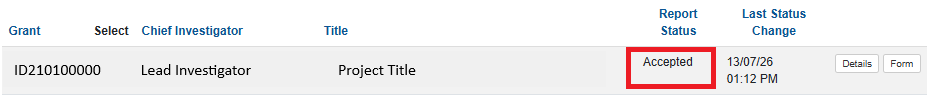 Grant Select Chief Investigator Title Report Status Last Status Change
ID210100000 Lead Investigator Project Title Accepted 13/07/26 01:12 PM Details Form